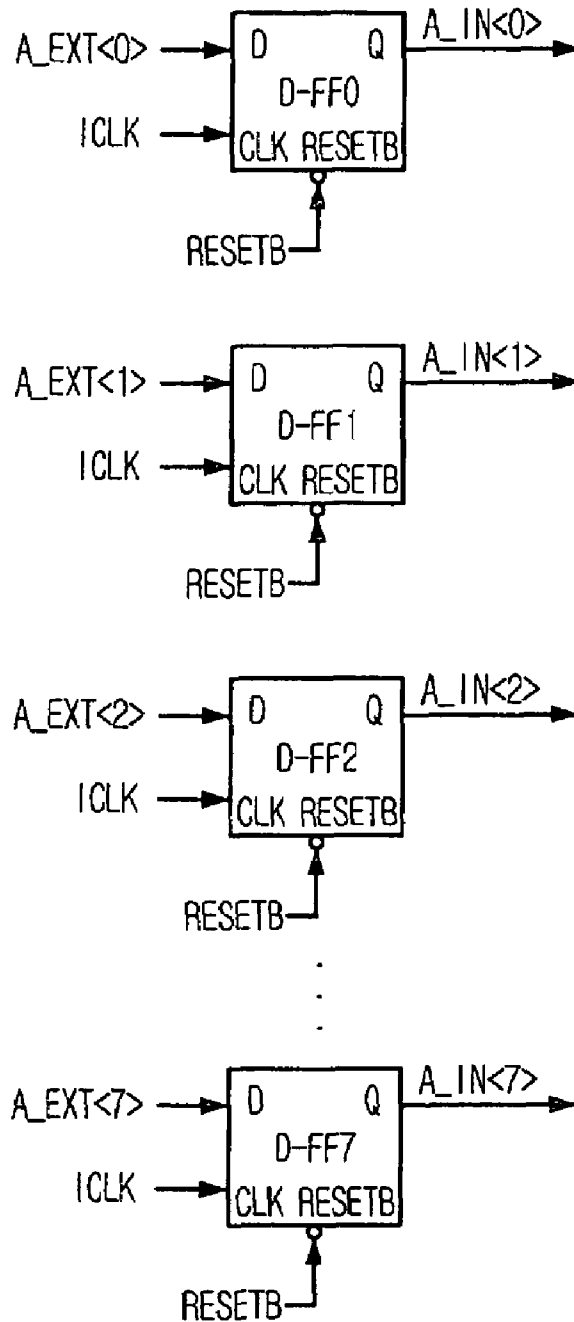 A_EXT<0> D Q A_IN<0>
D-FF0
ICLK CLK RESETB
RESETB
A_EXT<1> D Q A_IN<1>
D-FF1
ICLK CLK RESETB
RESETB
A_EXT<2> D Q A_IN<2>
D-FF2
ICLK CLK RESETB
RESETB
A_EXT<7> D Q A_IN<7>
D-FF7
ICLK CLK RESETB
RESETB